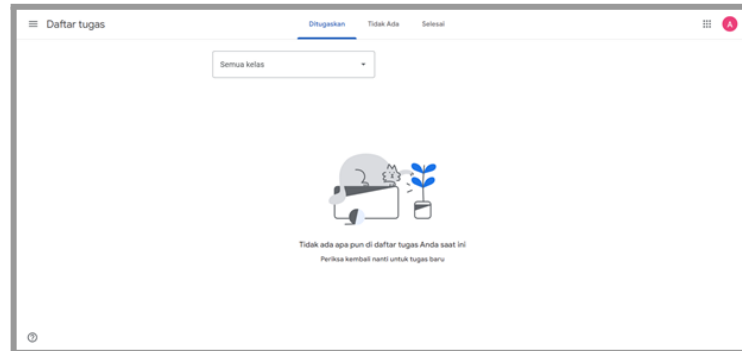 Daftar tugas
Ditugaskan Tidak Ada Selesai
A
Semua kelas
Tidak ada apa pun di daftar tugas Anda saat ini
Periksa kembali nanti untuk tugas baru